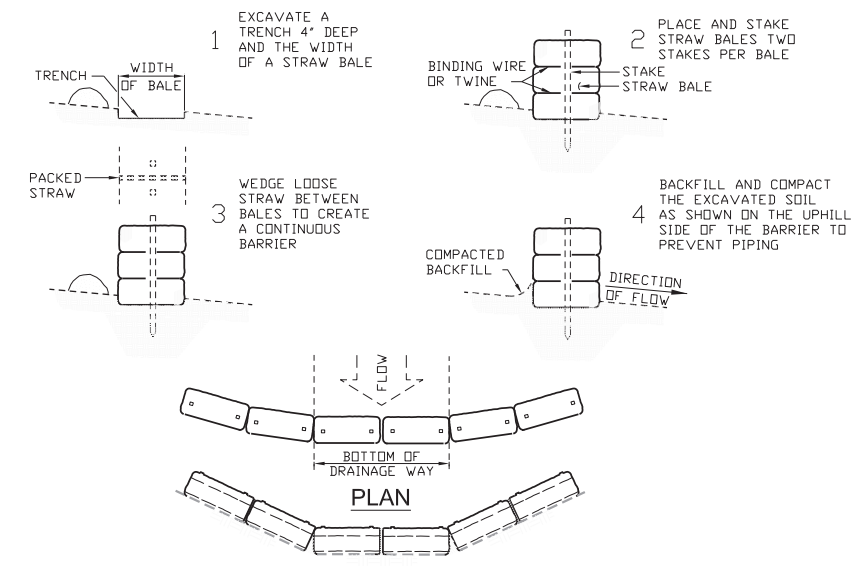 1
EXCAVATE A
TRENCH 4" DEEP
AND THE WIDTH
OF A STRAW BALE
TRENCH
WIDTH
OF BALE
2
PLACE AND STAKE
STRAW BALES TWO
STAKES PER BALE
BINDING WIRE
OR TWINE
STAKE
STRAW BALE
PACKED
STRAW
3
WEDGE LOOSE
STRAW BETWEEN
BALES TO CREATE
A CONTINUOUS
BARRIER
4
BACKFILL AND COMPACT
THE EXCAVATED SOIL
AS SHOWN ON THE UPHILL
SIDE OF THE BARRIER TO
PREVENT PIPING
COMPACTED
BACKFILL
DIRECTION
OF FLOW
FLOW
BOTTOM OF
DRAINAGE WAY
PLAN